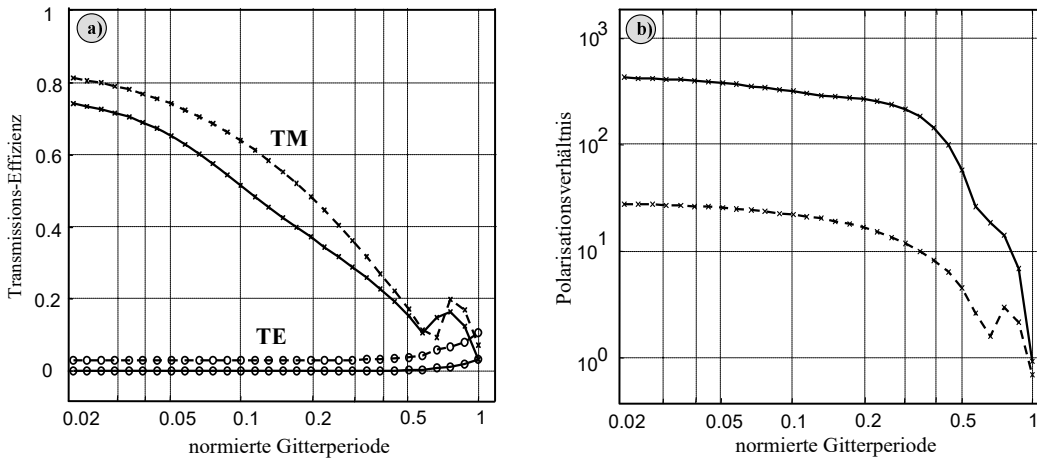 a)
Transmissions-Effizienz
1
0.8
0.6
0.4
0.2
0
TM
TE
0.02 0.05 0.1 0.2 0.5 1
normierte Gitterperiode
b)
Polarisationsverhältnis
10³
10²
10¹
10⁰
0.02 0.05 0.1 0.2 0.5 1
normierte Gitterperiode